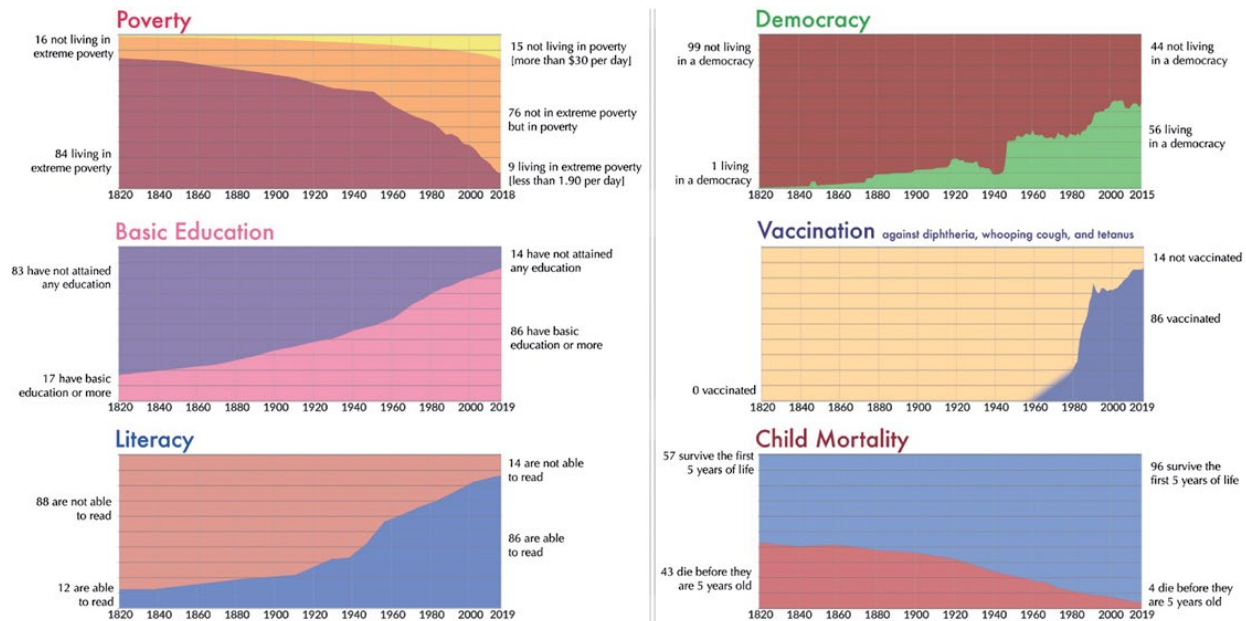 Poverty
16 not living in
extreme poverty
84 living in
extreme poverty
15 not living in poverty
[more than $30 per day]
76 not in extreme poverty
but in poverty
9 living in extreme poverty
[less than 1.90 per day]
1820 1840 1860 1880 1900 1920 1940 1960 1980 2000 2018
Basic Education
83 have not attained
any education
17 have basic
education or more
14 have not attained
any education
86 have basic
education or more
1820 1840 1860 1880 1900 1920 1940 1960 1980 2000 2019
Literacy
88 are not able
to read
12 are able
to read
14 are not able
to read
86 are able
to read
1820 1840 1860 1880 1900 1920 1940 1960 1980 2000 2019
Democracy
99 not living
in a democracy
1 living
in a democracy
44 not living
in a democracy
56 living
in a democracy
1820 1840 1860 1880 1900 1920 1940 1960 1980 2000 2015
Vaccination against diphtheria, whooping cough, and tetanus
0 vaccinated
14 not vaccinated
86 vaccinated
1820 1840 1860 1880 1900 1920 1940 1960 1980 2000 2019
Child Mortality
57 survive the first
5 years of life
43 die before they
are 5 years old
96 survive the
first 5 years of life
4 die before they
are 5 years old
1820 1840 1860 1880 1900 1920 1940 1960 1980 2000 2019